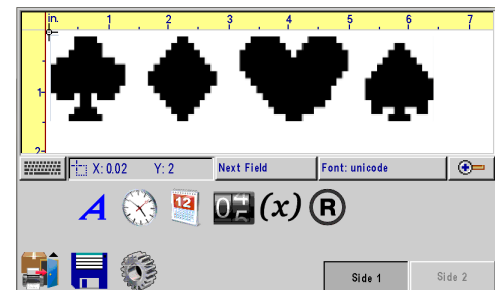 in. 1 2 3 4 5 6 7
1
2
X: 0.02 Y: 2 Next Field Font: unicode
A 12 (x) R
Side 1 Side 2